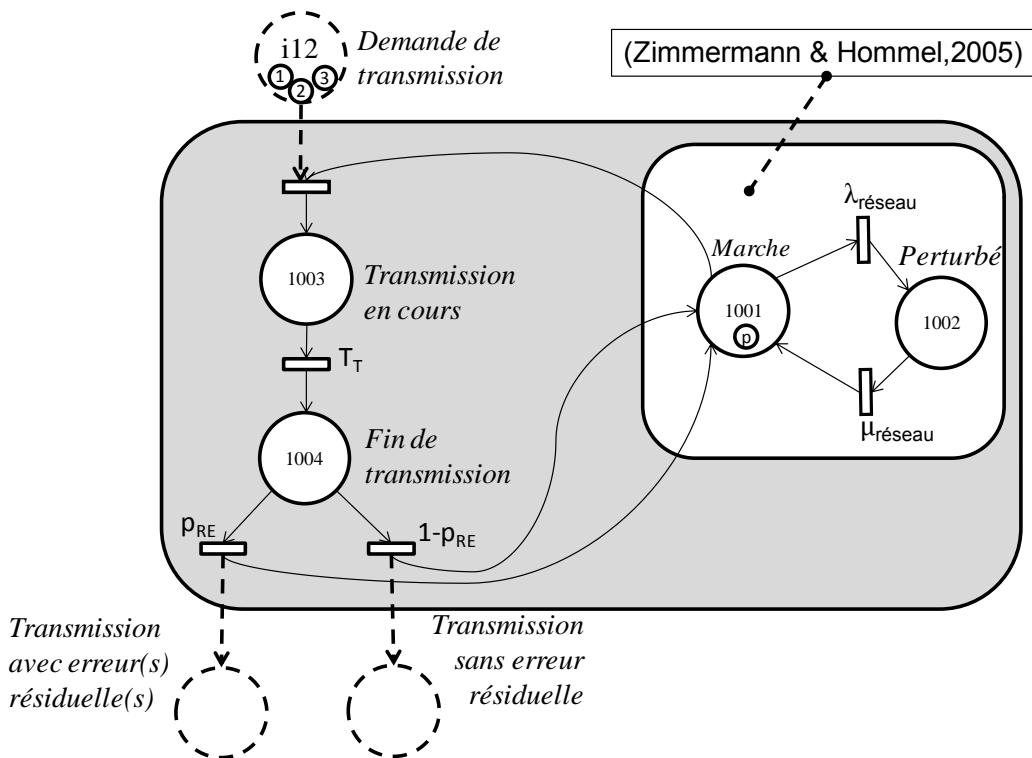 i12
1
2
3
Demande de
transmission
(Zimmermann & Hommel,2005)
λréseau
Marche
Perturbé
1003
Transmission
en cours
1001
p
1002
TT
μréseau
1004
Fin de
transmission
pRE
1-pRE
Transmission
avec erreur(s)
résiduelle(s)
Transmission
sans erreur
résiduelle